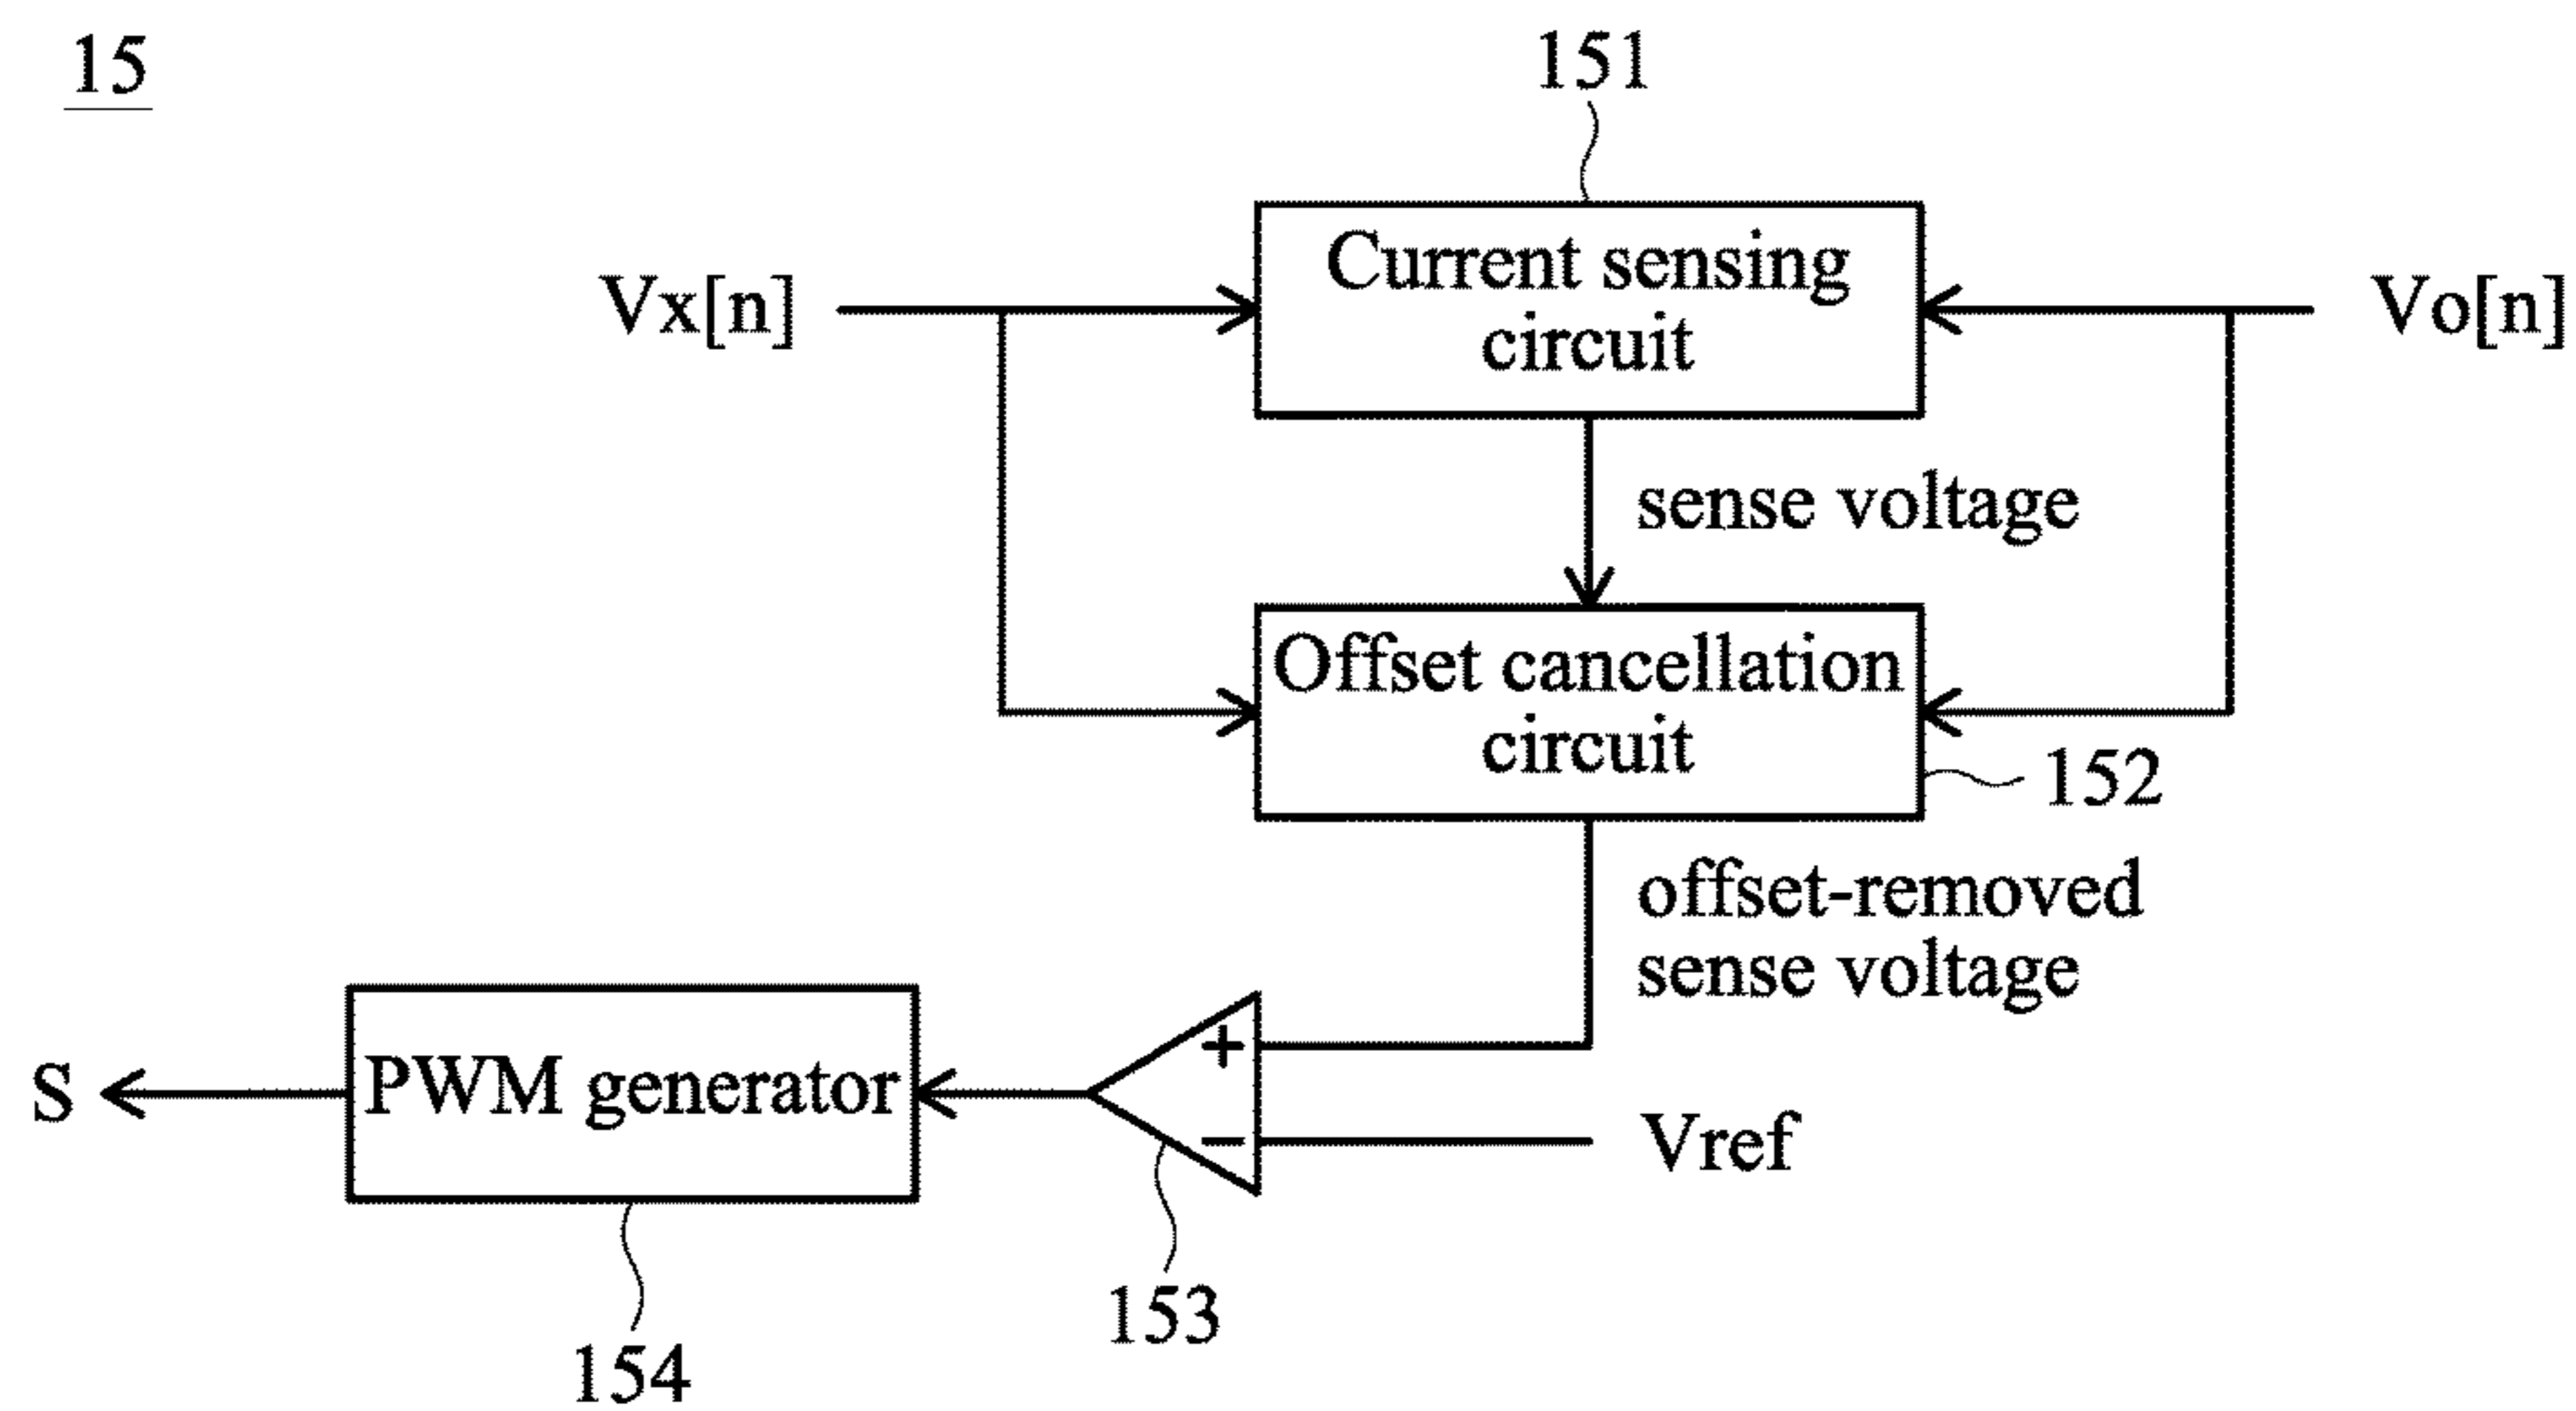 15
151
Vx[n]
Current sensing
circuit
Vo[n]
sense voltage
Offset cancellation
circuit
152
offset-removed
sense voltage
S
PWM generator
+
−
Vref
153
154